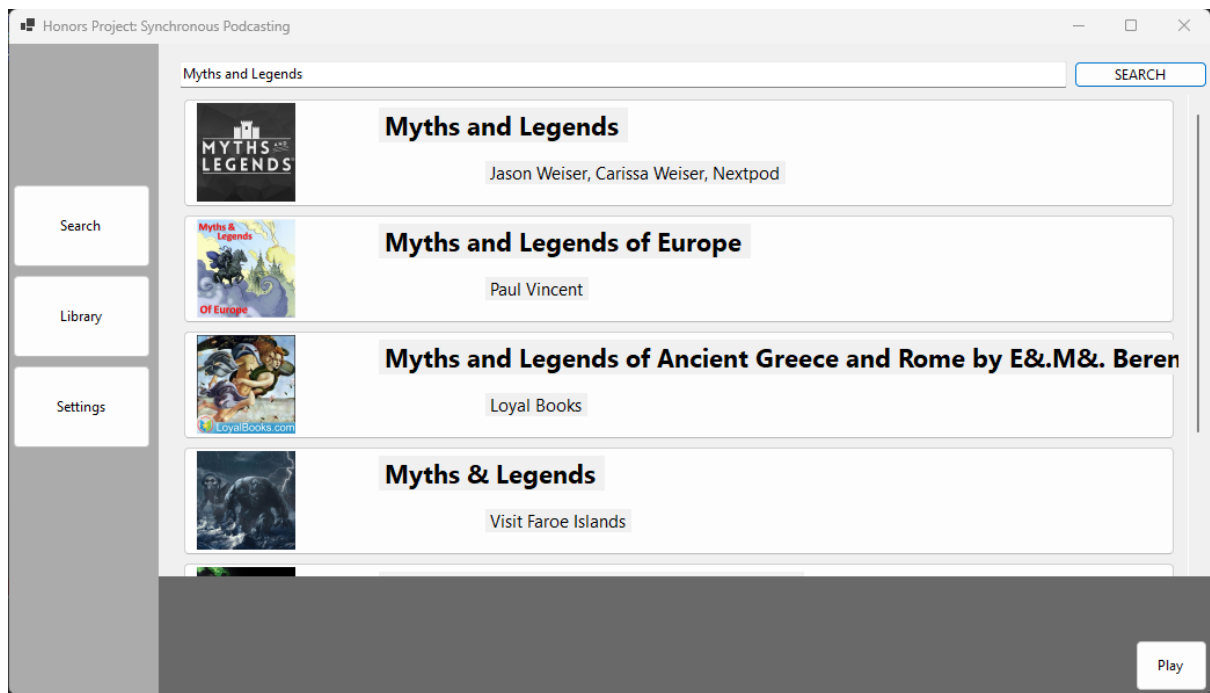 Honors Project: Synchronous Podcasting
Myths and Legends
SEARCH
MYTHS AND
LEGENDS
Myths and Legends
Jason Weiser, Carissa Weiser, Nextpod
Search
Myths &
Legends
Of Europe
Myths and Legends of Europe
Paul Vincent
Library
LoyalBooks.com
Myths and Legends of Ancient Greece and Rome by E&.M&. Beren
Loyal Books
Settings
Myths & Legends
Visit Faroe Islands
Play